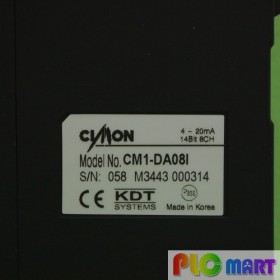 CIMON
4 - 20mA
14Bit 8CH
Model No. CM1-DA08I
S/N: 058 M3443 000314
CE KDT
SYSTEMS
Made in Korea
PLC MART